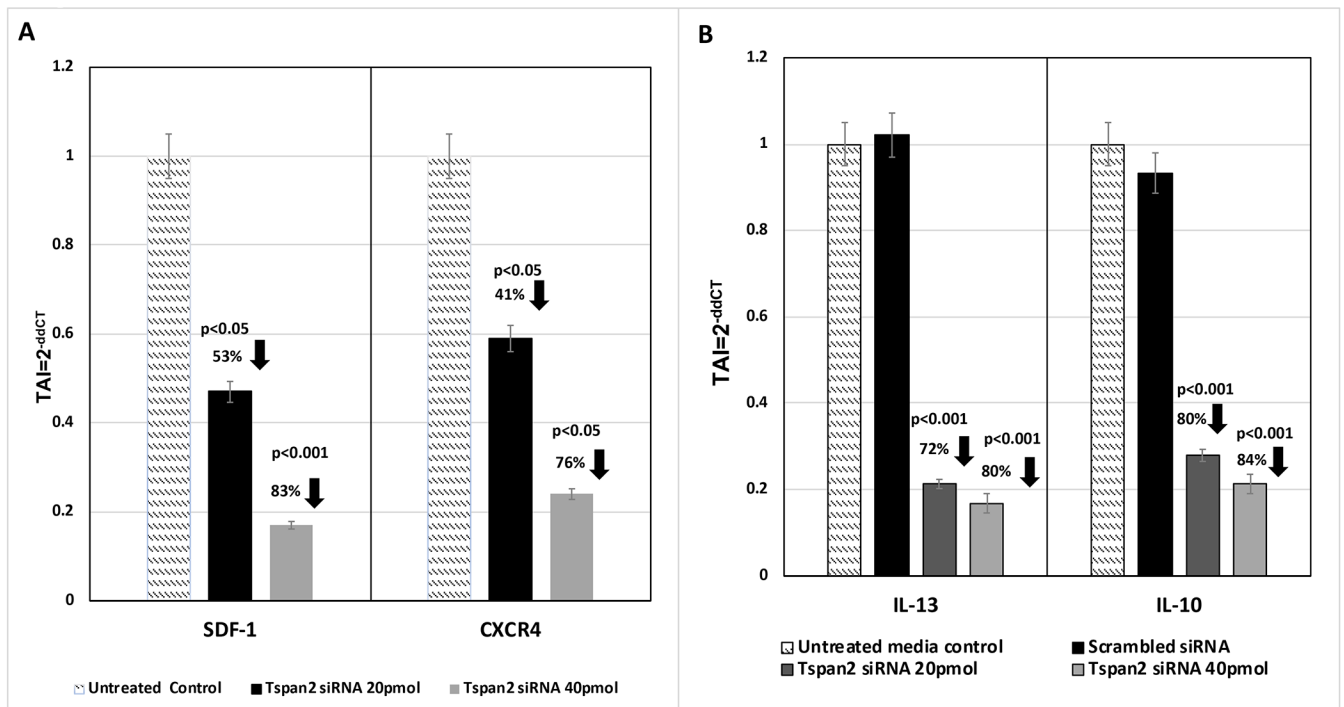 A
1.2
1
0.8
0.6
0.4
0.2
0
TAI=2-ddCT
p<0.05
53%
p<0.001
83%
p<0.05
41%
p<0.05
76%
SDF-1
CXCR4
Untreated Control
Tspan2 siRNA 20pmol
Tspan2 siRNA 40pmol
B
1.2
1
0.8
0.6
0.4
0.2
0
TAI=2-ddCT
p<0.001
72%
p<0.001
80%
p<0.001
80%
p<0.001
84%
IL-13
IL-10
Untreated media control
Scrambled siRNA
Tspan2 siRNA 20pmol
Tspan2 siRNA 40pmol